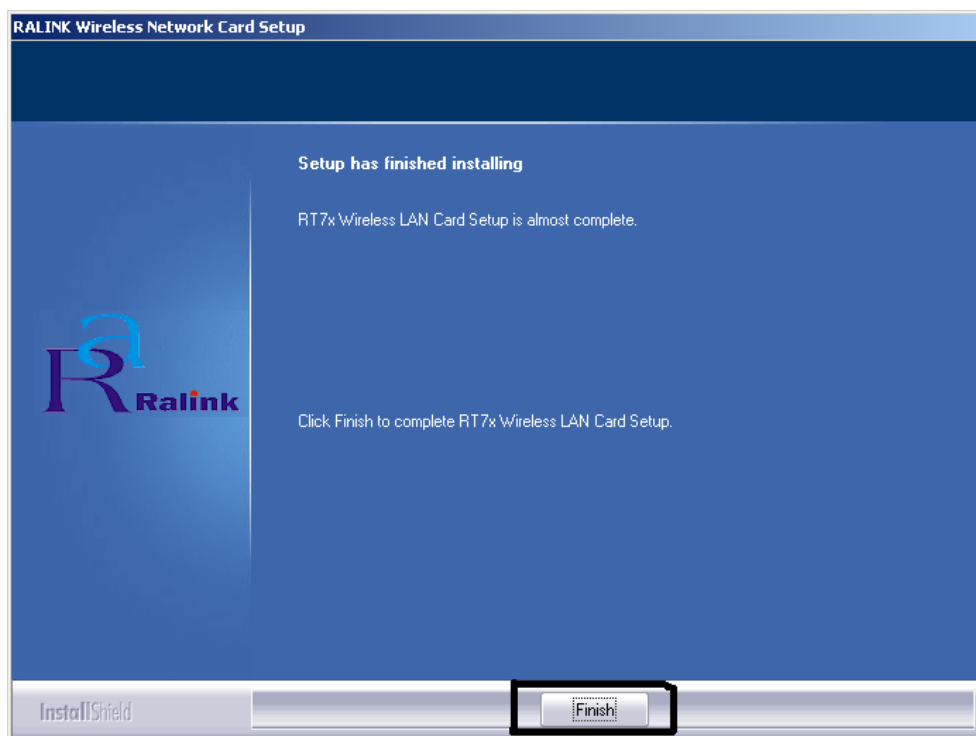 RALINK Wireless Network Card Setup
Setup has finished installing
RT7x Wireless LAN Card Setup is almost complete.
Ra
Ralink
Click Finish to complete RT7x Wireless LAN Card Setup.
InstallShield
Finish